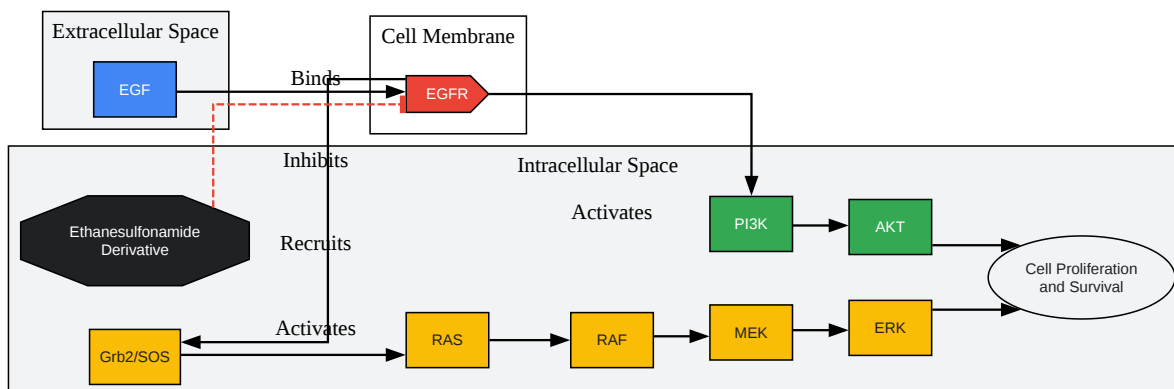 Extracellular Space
Cell Membrane
EGF
Binds
EGFR
Inhibits
Intracellular Space
Activates
Ethanesulfonamide
Derivative
PI3K
AKT
Recruits
Cell Proliferation
and Survival
Activates
Grb2/SOS
RAS
RAF
MEK
ERK